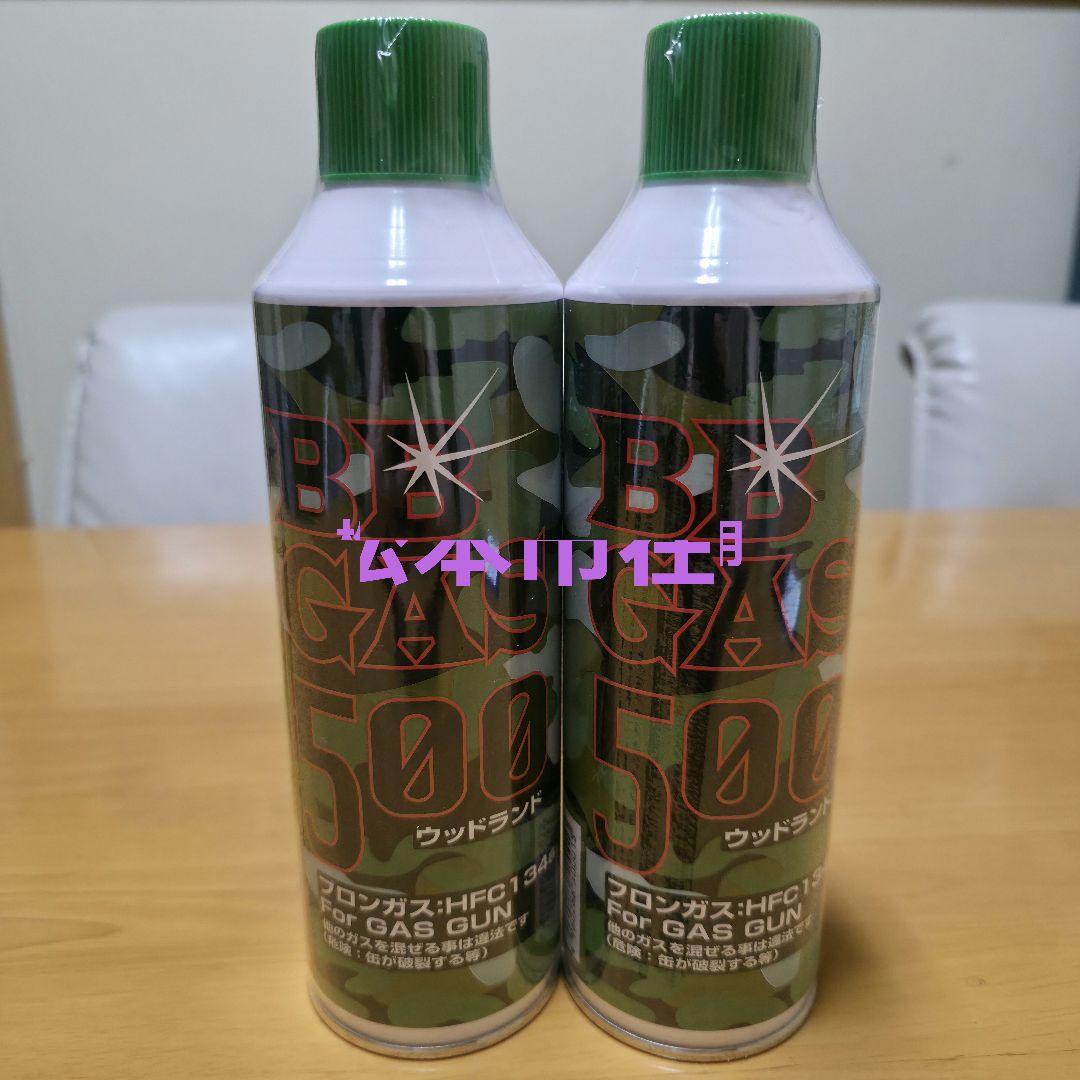 BB
GAS
500
ウッドランド
フロンガス:HFC134a
For GAS GUN
他のガスを混ぜる事は違法です
(危険:缶が破裂する等)
BB
GAS
500
ウッドランド
フロンガス:HFC134
For GAS GUN
他のガスを混ぜる事は違法です
(危険:缶が破裂する等)